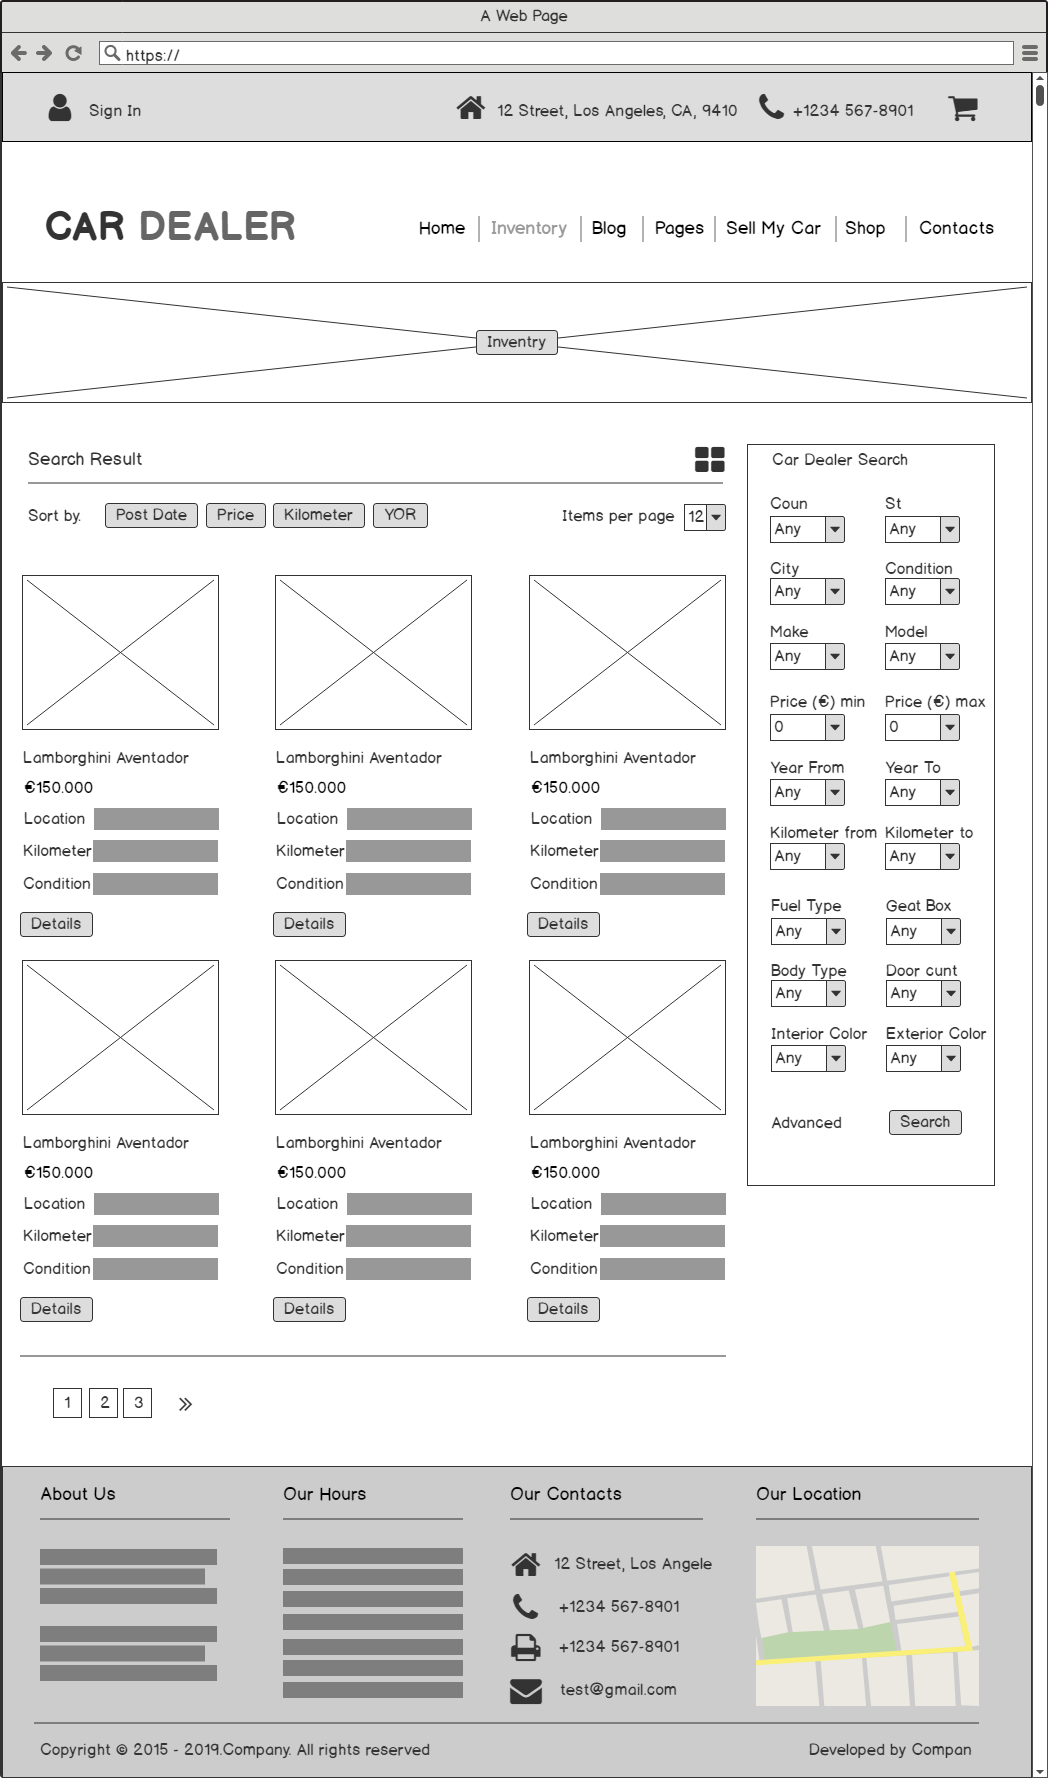 A Web Page
https://
Sign In
12 Street, Los Angeles, CA, 9410
+1234 567-8901
CAR DEALER
Home
Inventory
Blog
Pages
Sell My Car
Shop
Contacts
Inventry
Search Result
Sort by.
Post Date
Price
Kilometer
YOR
Items per page
12
Lamborghini Aventador
€150.000
Location
Kilometer
Condition
Details
Lamborghini Aventador
€150.000
Location
Kilometer
Condition
Details
Lamborghini Aventador
€150.000
Location
Kilometer
Condition
Details
Lamborghini Aventador
€150.000
Location
Kilometer
Condition
Details
Lamborghini Aventador
€150.000
Location
Kilometer
Condition
Details
Lamborghini Aventador
€150.000
Location
Kilometer
Condition
Details
1
2
3
»
Car Dealer Search
Coun
St
Any
Any
City
Condition
Any
Any
Make
Model
Any
Any
Price (€) min
Price (€) max
0
0
Year From
Year To
Any
Any
Kilometer from
Kilometer to
Any
Any
Fuel Type
Geat Box
Any
Any
Body Type
Door cunt
Any
Any
Interior Color
Exterior Color
Any
Any
Advanced
Search
About Us
Our Hours
Our Contacts
12 Street, Los Angele
+1234 567-8901
+1234 567-8901
test@gmail.com
Our Location
Copyright © 2015 - 2019.Company. All rights reserved
Developed by Compan